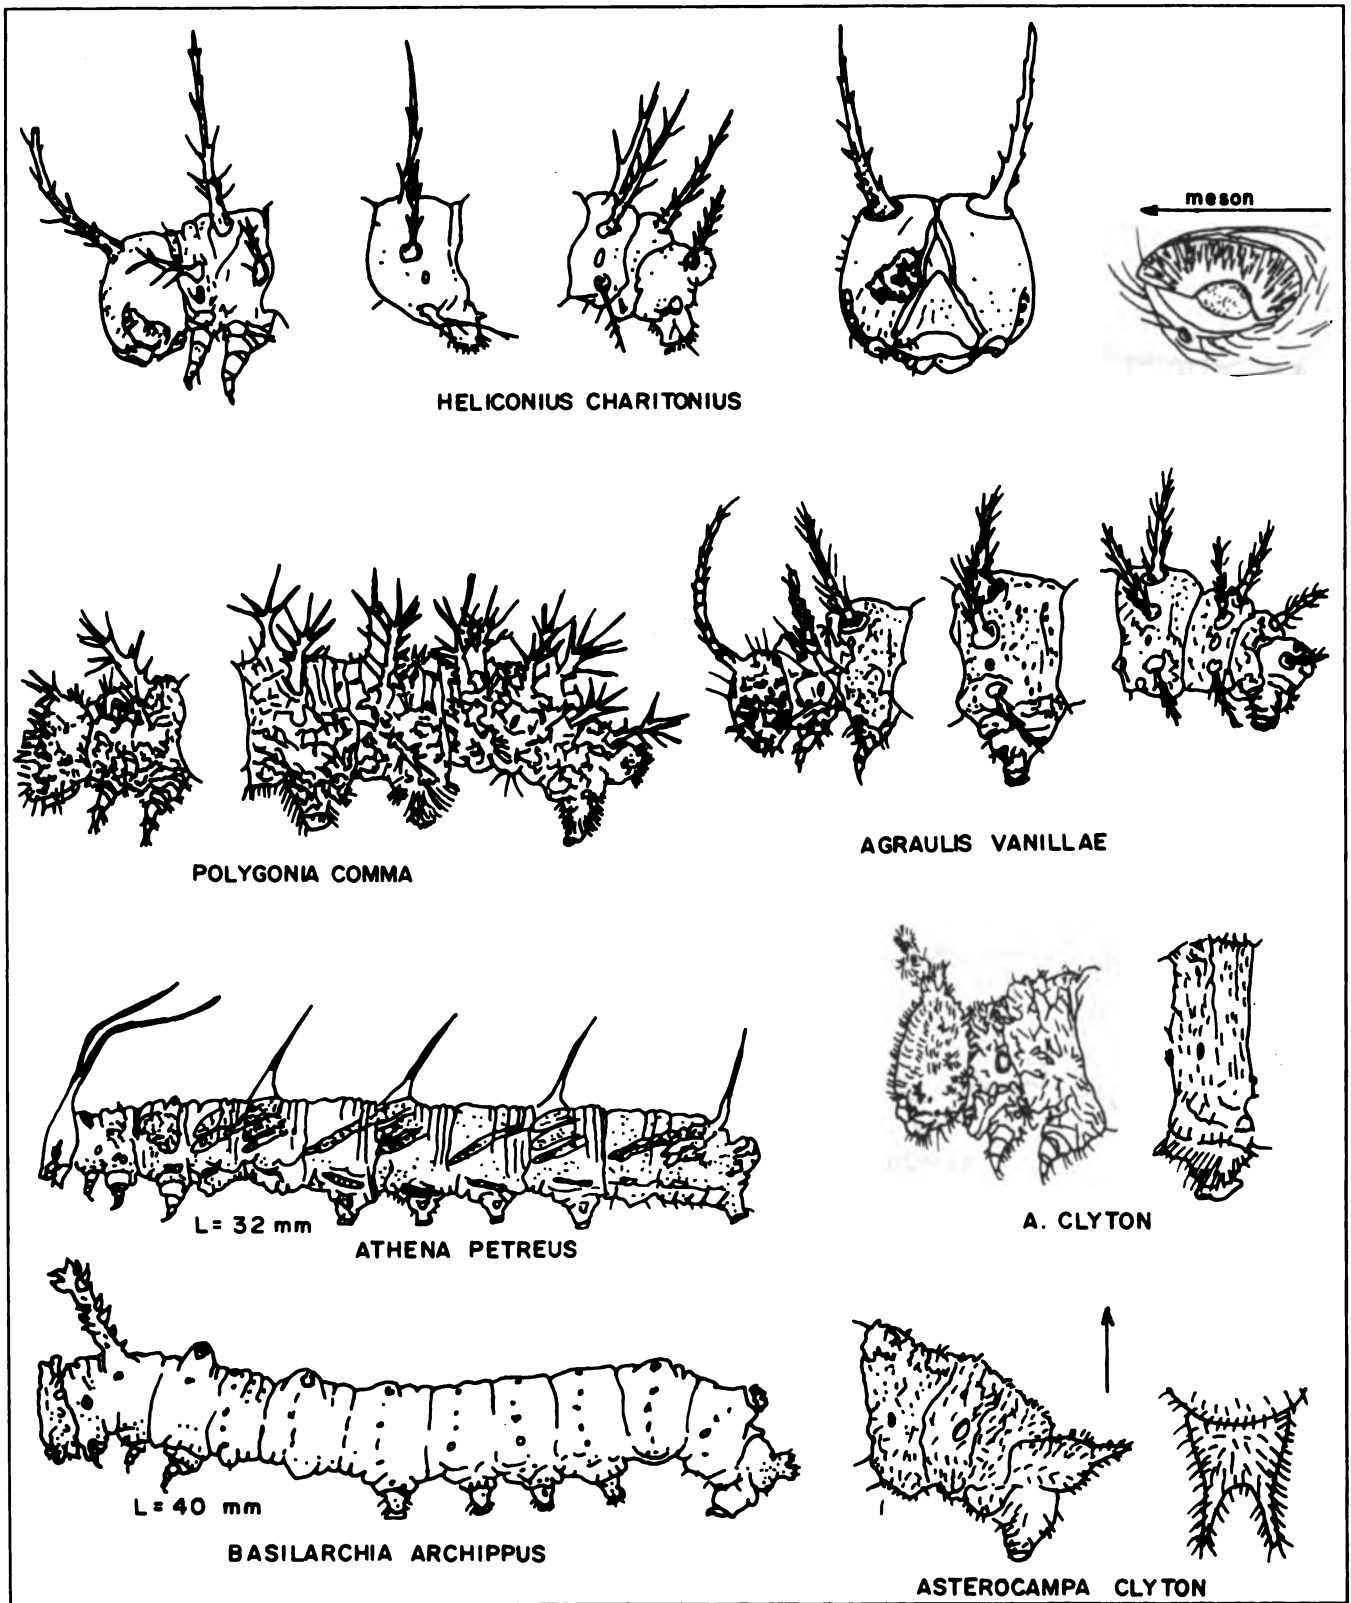 meson
HELICONIUS CHARITONIUS
AGRAULIS VANILLAE
POLYGONIA COMMA
A. CLYTON
L= 32 mm
ATHENA PETREUS
L= 40 mm
BASILARCHIA ARCHIPPUS
ASTEROCAMPA CLYTON